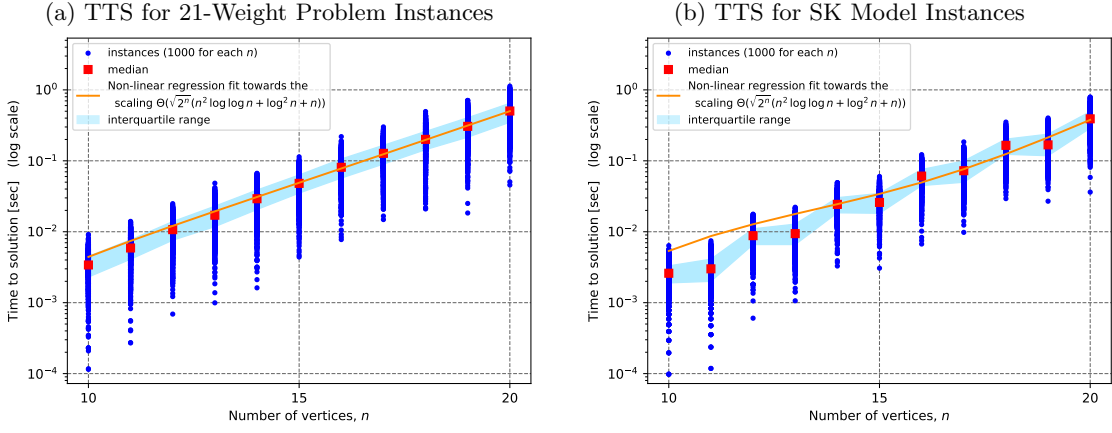 (a) TTS for 21-Weight Problem Instances
instances (1000 for each n)
median
Non-linear regression fit towards the
scaling Θ(√2ⁿ(n² log log n + log² n + n))
interquartile range
Time to solution [sec] (log scale)
10⁰
10⁻¹
10⁻²
10⁻³
10⁻⁴
10
15
20
Number of vertices, n
(b) TTS for SK Model Instances
instances (1000 for each n)
median
Non-linear regression fit towards the
scaling Θ(√2ⁿ(n² log log n + log² n + n))
interquartile range
Time to solution [sec] (log scale)
10⁰
10⁻¹
10⁻²
10⁻³
10⁻⁴
10
15
20
Number of vertices, n